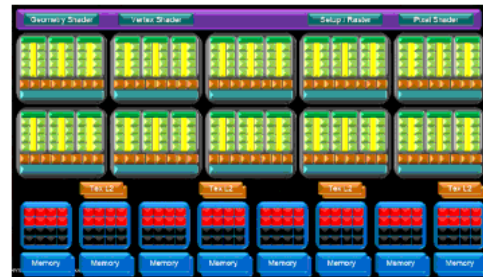 Geometry Shader Vertex Shader Setup / Raster Pixel Shader
Tex L2 Tex L2 Tex L2 Tex L2
Memory Memory Memory Memory Memory Memory Memory Memory